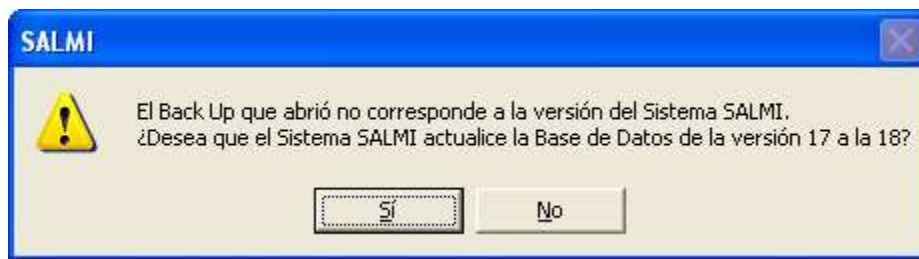 SALMI
El Back Up que abrió no corresponde a la versión del Sistema SALMI.
¿Desea que el Sistema SALMI actualice la Base de Datos de la versión 17 a la 18?
Sí No